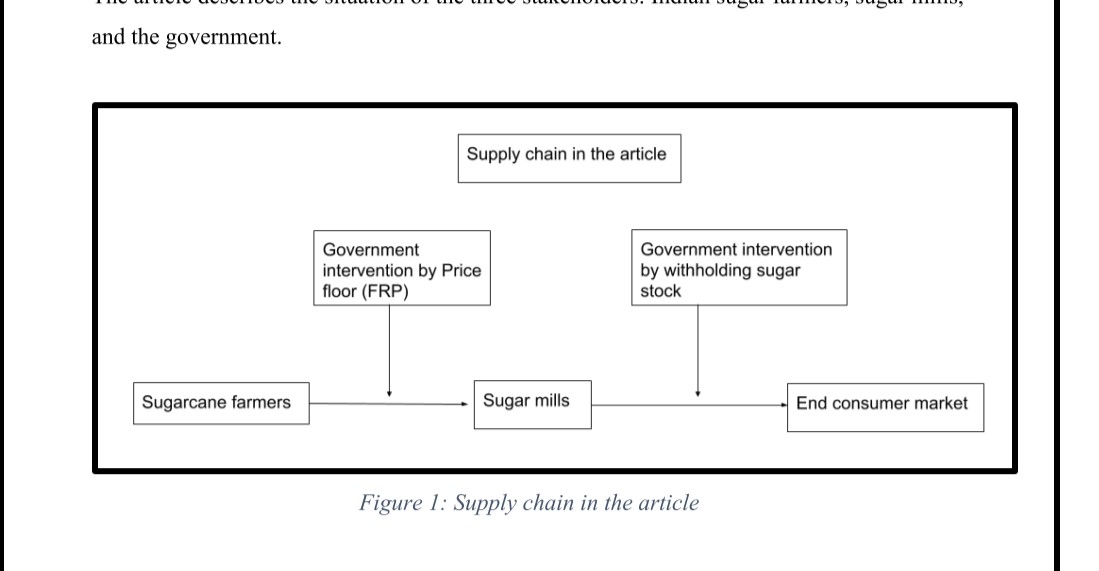 and the government.
Supply chain in the article
Government
intervention by Price
floor (FRP)
Government intervention
by withholding sugar
stock
Sugarcane farmers
Sugar mills
End consumer market
Figure 1: Supply chain in the article